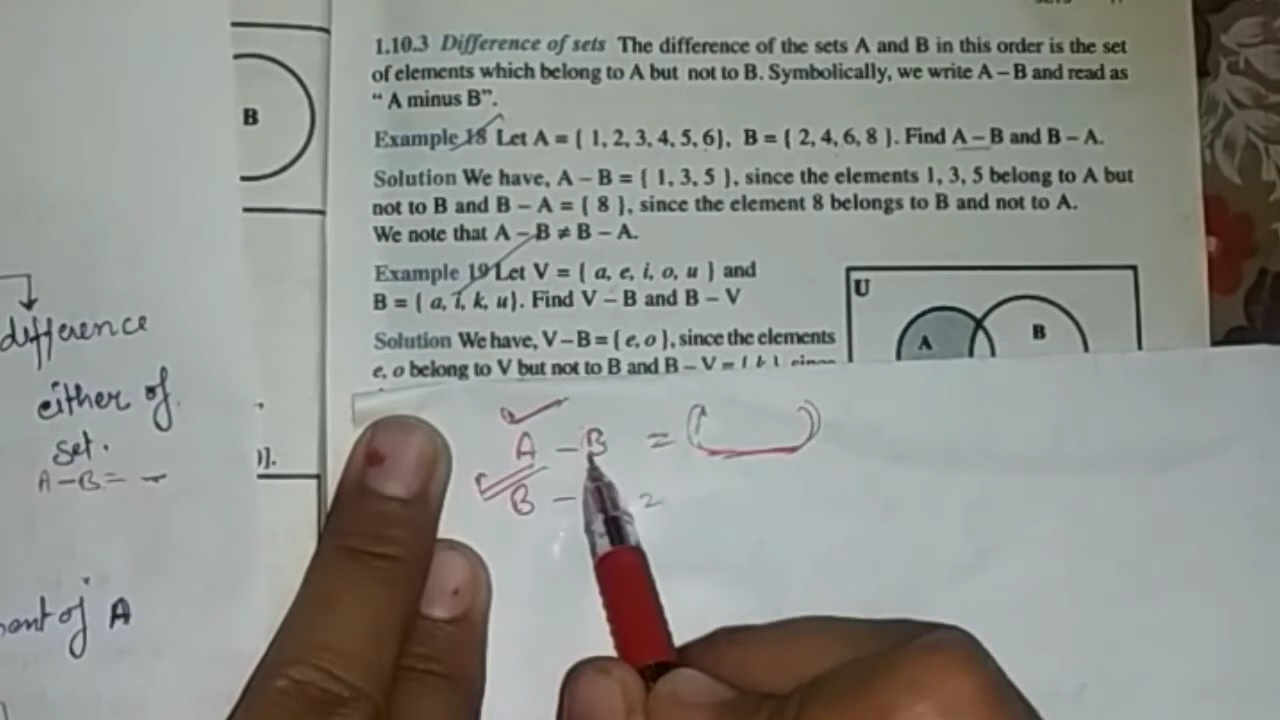 1.10.3 Difference of sets The difference of the sets A and B in this order is the set
of elements which belong to A but not to B. Symbolically, we write A – B and read as
“ A minus B”.
Example 18 Let A = { 1, 2, 3, 4, 5, 6}, B = { 2, 4, 6, 8 }. Find A – B and B – A.
Solution We have, A – B = { 1, 3, 5 }, since the elements 1, 3, 5 belong to A but
not to B and B – A = { 8 }, since the element 8 belongs to B and not to A.
We note that A – B ≠ B – A.
Example 19 Let V = { a, e, i, o, u } and
B = { a, i, k, u}. Find V – B and B – V
Solution We have, V – B = { e, o }, since the elements
e, o belong to V but not to B and B – V = { k }, since
U
A
B
B
difference
either of
set.
A-B=
of A
)].
A - B = ( )
B -